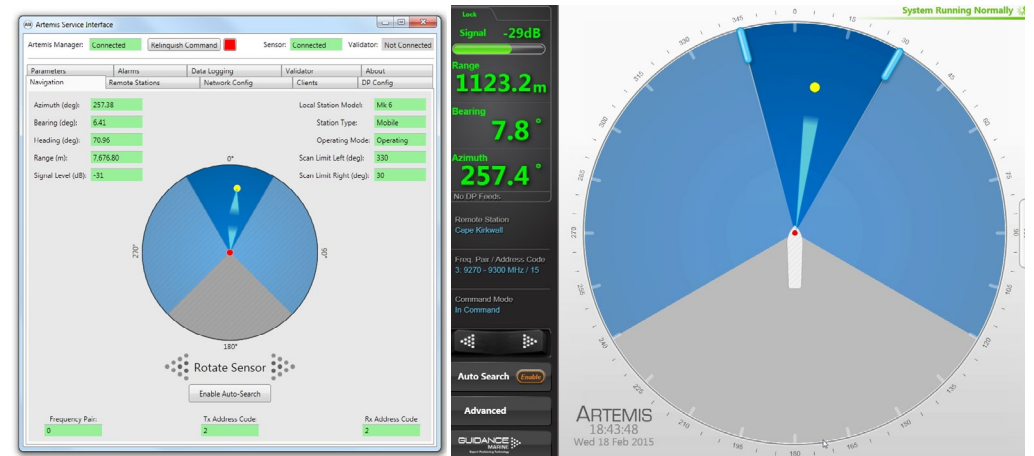 Artemis Service Interface
Artemis Manager: Connected Relinquish Command Sensor: Connected Validator: Not Connected
Parameters Alarms Data Logging Validator About
Navigation Remote Stations Network Config Clients DP Config
Azimuth (deg): 257.38 Local Station Model: Mk 6
Bearing (deg): 6.41 Station Type: Mobile
Heading (deg): 70.96 Operating Mode: Operating
Range (m): 7,676.80 Scan Limit Left (deg): 330
Signal Level (dB): -31 Scan Limit Right (deg): 30
0°
270° 90°
180°
Rotate Sensor
Enable Auto-Search
Frequency Pair: Tx Address Code: Rx Address Code
0 2 2
Lock
Signal -29dB
Range
1123.2m
Bearing
7.8°
Azimuth
257.4°
No DP Feeds
Remote Station
Cape Kirkwall
Freq. Pair / Address Code
3. 9270 - 9300 MHz / 15
Command Mode
In Command
Auto Search Enable
Advanced
GUIDANCE
MARINE
System Running Normally
345 0 15
330 30
300 45
285 60
270 75
240 90
225 105
210 120
195 135
180 150
165
ARTEMIS
18:43:48
Wed 18 Feb 2015